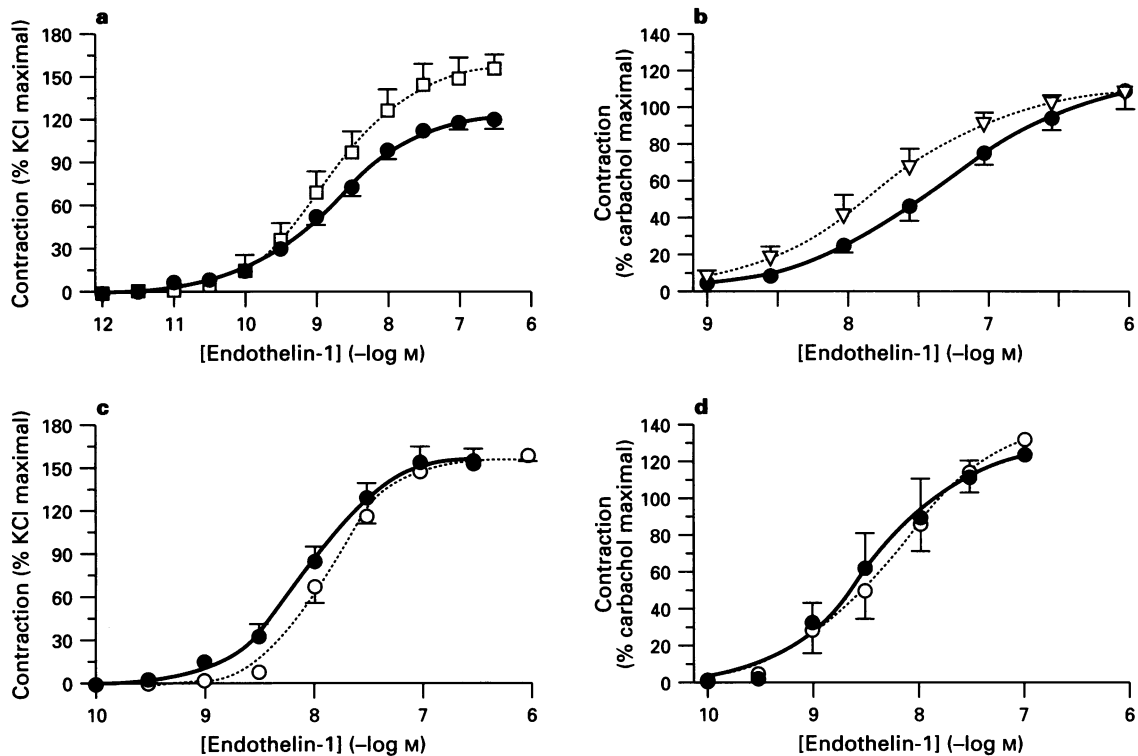 a
Contraction (% KCl maximal)
180
150
120
90
60
30
0
12 11 10 9 8 7 6
[Endothelin-1] (–log M)
b
Contraction
(% carbachol maximal)
140
120
100
80
60
40
20
0
9 8 7 6
[Endothelin-1] (–log M)
c
Contraction (% KCl maximal)
180
150
120
90
60
30
0
10 9 8 7 6
[Endothelin-1] (–log M)
d
Contraction
(% carbachol maximal)
140
120
100
80
60
40
20
0
10 9 8 7 6
[Endothelin-1] (–log M)